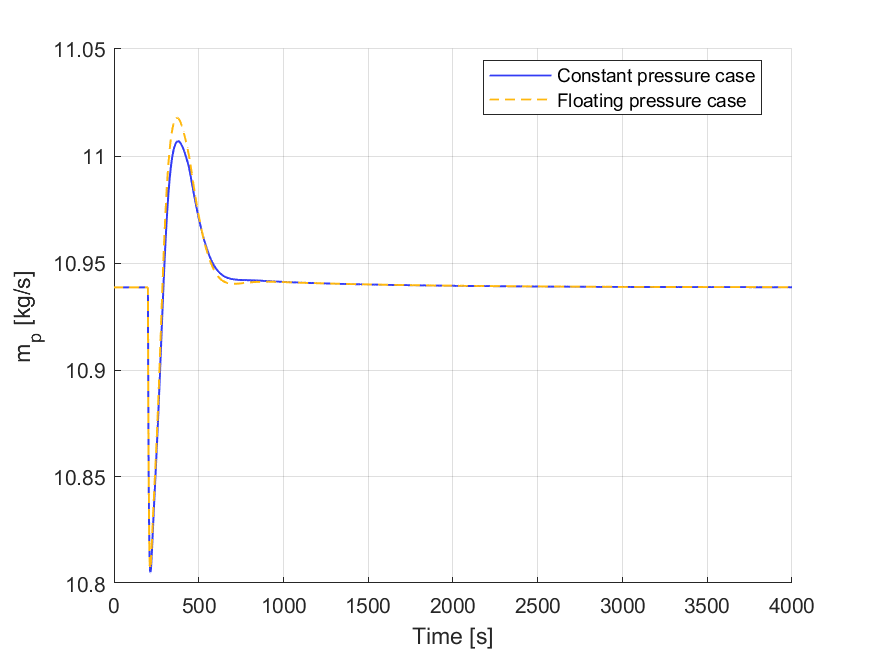 11.05
11
10.95
10.9
10.85
10.8
m_p [kg/s]
Constant pressure case
Floating pressure case
0 500 1000 1500 2000 2500 3000 3500 4000
Time [s]